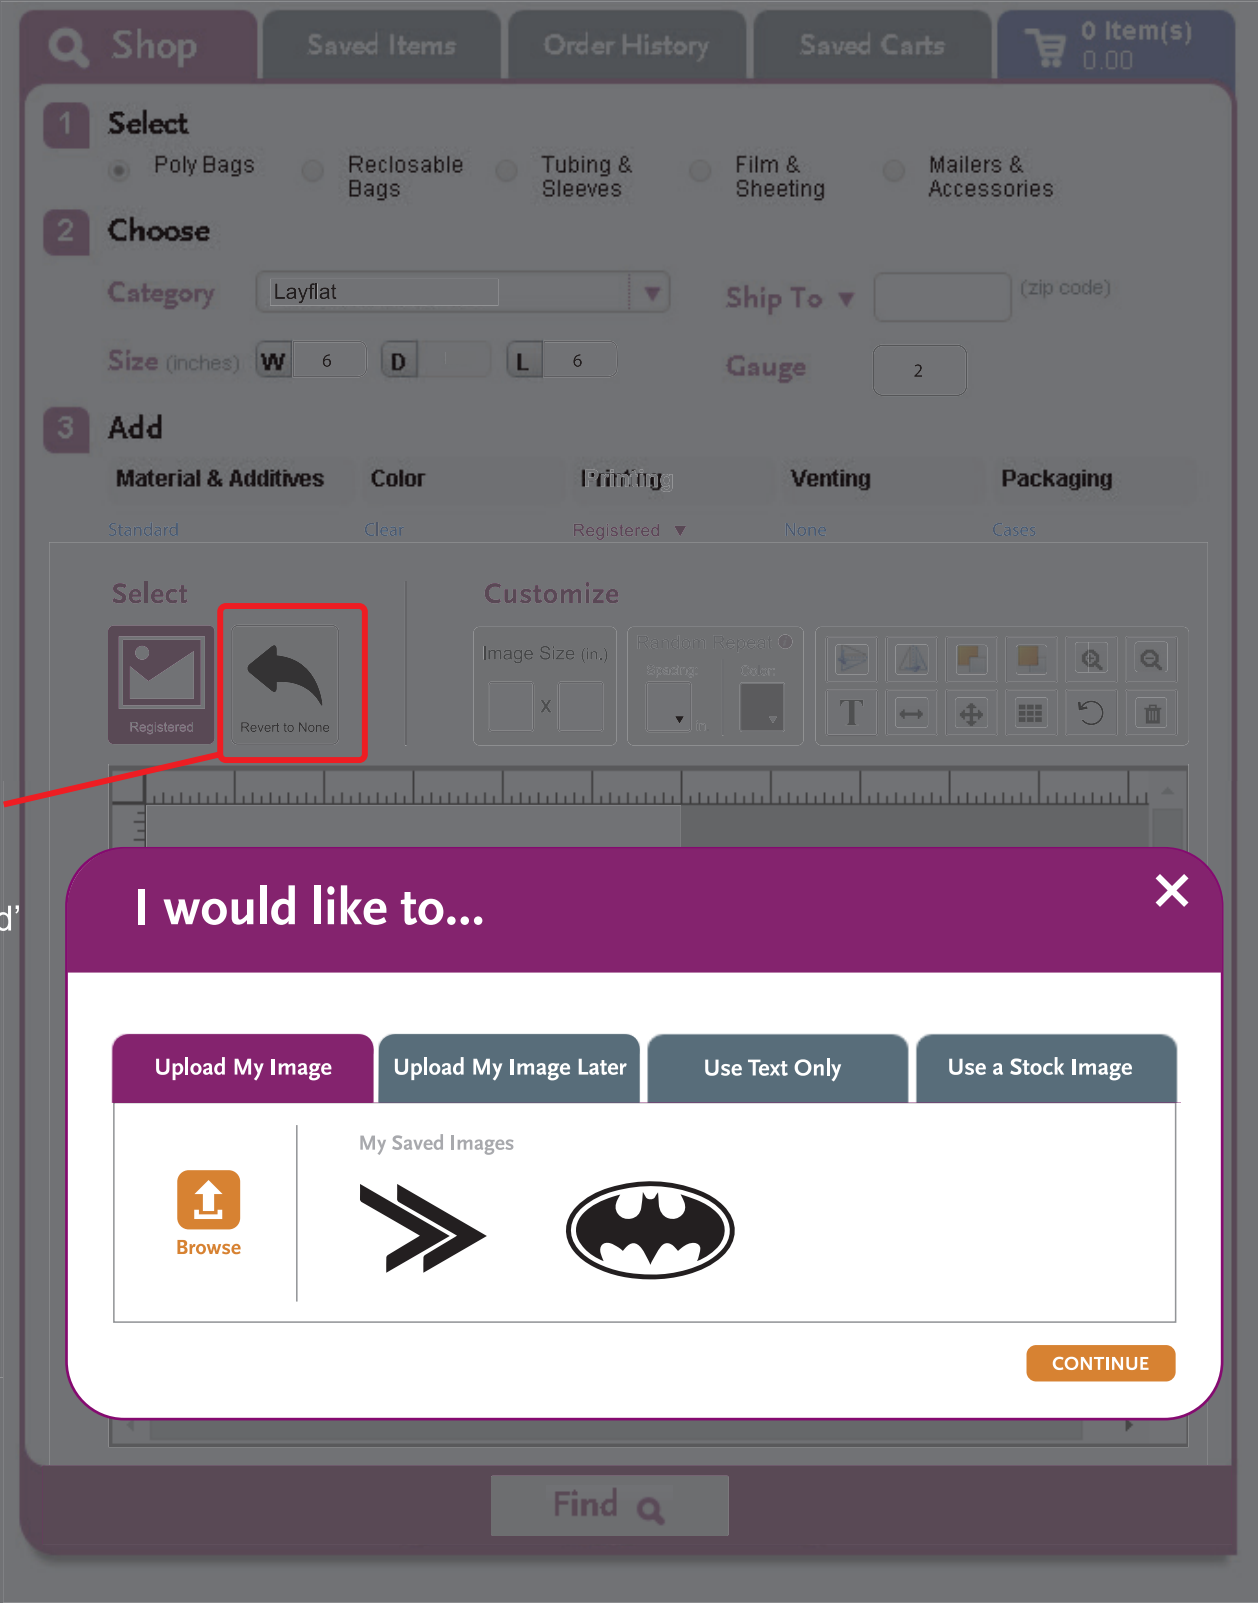 Shop
Saved Items
Order History
Saved Carts
0 Item(s)
0.00
1
Select
Poly Bags
Reclosable
Bags
Tubing &
Sleeves
Film &
Sheeting
Mailers &
Accessories
2
Choose
Category
Layflat
Ship To
(zip code)
Size (inches)
W
6
D
L
6
Gauge
2
3
Add
Material & Additives
Color
Printing
Venting
Packaging
Standard
Clear
Registered
None
Cases
Select
Customize
Registered
Revert to None
Image Size (in.)
X
Random Repeat
Spacing:
in
Color:
T
d’
I would like to...
Upload My Image
Upload My Image Later
Use Text Only
Use a Stock Image
Browse
My Saved Images
CONTINUE
Find